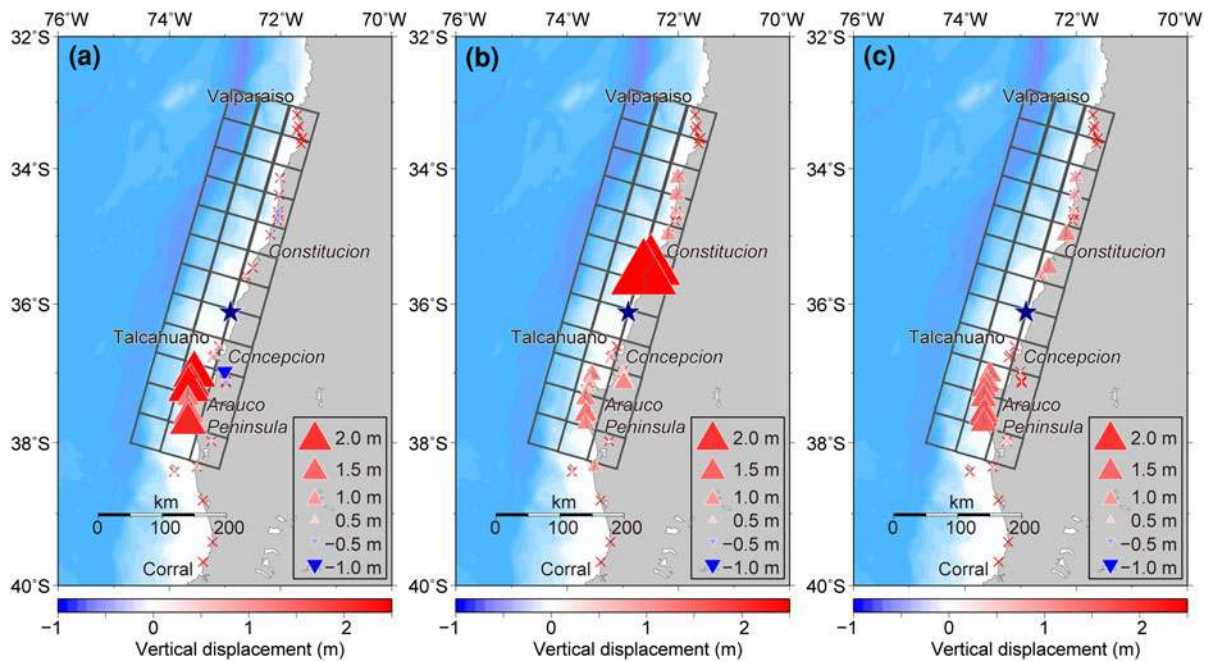 76°W 74°W 72°W 70°W
32°S
34°S
36°S
38°S
40°S
(a)
Valparaiso
Constitucion
Talcahuano
Concepcion
Arauco
Peninsula
Corral
km
0 100 200
2.0 m
1.5 m
1.0 m
0.5 m
−0.5 m
−1.0 m
−1 0 1 2
Vertical displacement (m)
76°W 74°W 72°W 70°W
32°S
34°S
36°S
38°S
40°S
(b)
Valparaiso
Constitucion
Talcahuano
Concepcion
Arauco
Peninsula
Corral
km
0 100 200
2.0 m
1.5 m
1.0 m
0.5 m
−0.5 m
−1.0 m
−1 0 1 2
Vertical displacement (m)
76°W 74°W 72°W 70°W
32°S
34°S
36°S
38°S
40°S
(c)
Valparaiso
Constitucion
Talcahuano
Concepcion
Arauco
Peninsula
Corral
km
0 100 200
2.0 m
1.5 m
1.0 m
0.5 m
−0.5 m
−1.0 m
−1 0 1 2
Vertical displacement (m)